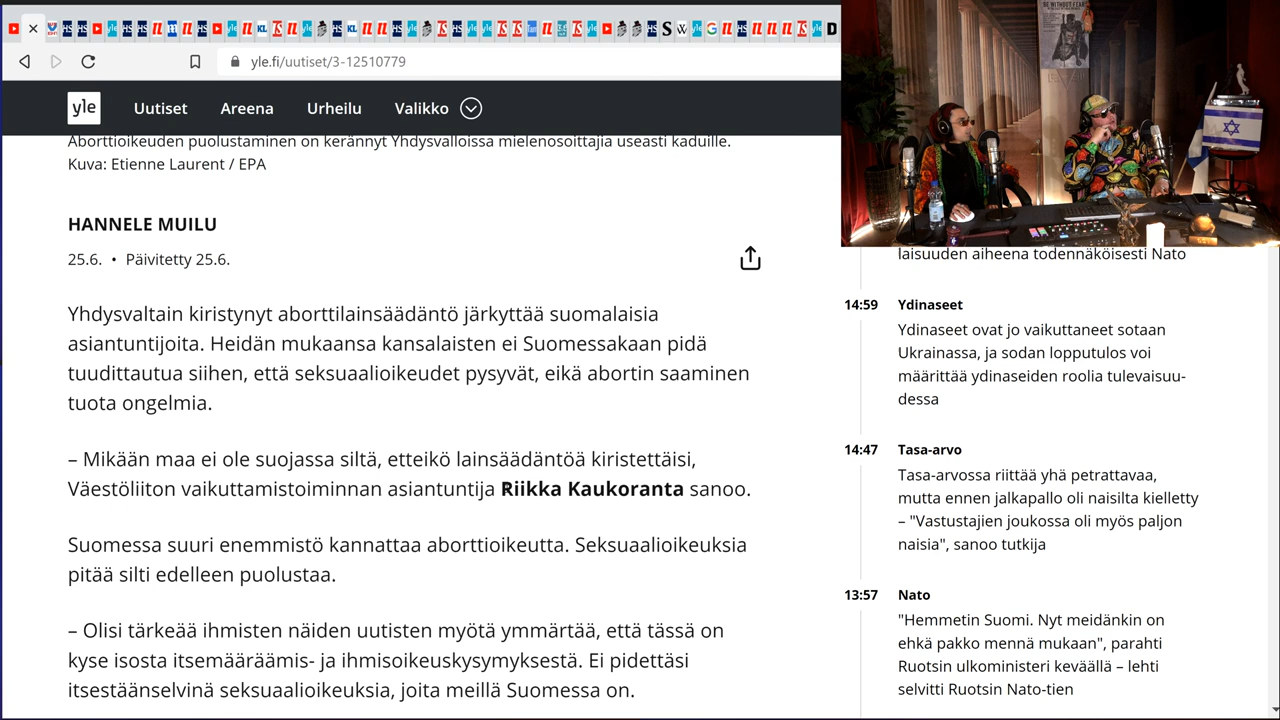 yle.fi/uutiset/3-12510779
yle
Uutiset
Areena
Urheilu
Valikko
Aborttioikeuden puolustaminen on kerännyt Yhdysvalloissa mielenosoittajia useasti kaduille.
Kuva: Etienne Laurent / EPA
HANNELE MUILU
25.6. • Päivitetty 25.6.
Yhdysvaltain kiristynyt aborttilainsäädäntö järkyttää suomalaisia
asiantuntijoita. Heidän mukaansa kansalaisten ei Suomessakaan pidä
tuudittautua siihen, että seksuaalioikeudet pysyvät, eikä abortin saaminen
tuota ongelmia.
– Mikään maa ei ole suojassa siltä, etteikö lainsäädäntöä kiristettäisi,
Väestöliiton vaikuttamistoiminnan asiantuntija Riikka Kaukoranta sanoo.
Suomessa suuri enemmistö kannattaa aborttioikeutta. Seksuaalioikeuksia
pitää silti edelleen puolustaa.
– Olisi tärkeää ihmisten näiden uutisten myötä ymmärtää, että tässä on
kyse isosta itsemääräämis- ja ihmisoikeuskysymyksestä. Ei pidettäsi
itsestäänselvinä seksuaalioikeuksia, joita meillä Suomessa on.
BE WITHOUT FEAR
laisuuden aiheena todennäköisesti Nato
14:59 Ydinaseet
Ydinaseet ovat jo vaikuttaneet sotaan
Ukrainassa, ja sodan lopputulos voi
määrittää ydinaseiden roolia tulevaisuu-
dessa
14:47 Tasa-arvo
Tasa-arvossa riittää yhä petrattavaa,
mutta ennen jalkapallo oli naisilta kielletty
– "Vastustajien joukossa oli myös paljon
naisia", sanoo tutkija
13:57 Nato
"Hemmetin Suomi. Nyt meidänkin on
ehkä pakko mennä mukaan", parahti
Ruotsin ulkoministeri keväällä – lehti
selvitti Ruotsin Nato-tien